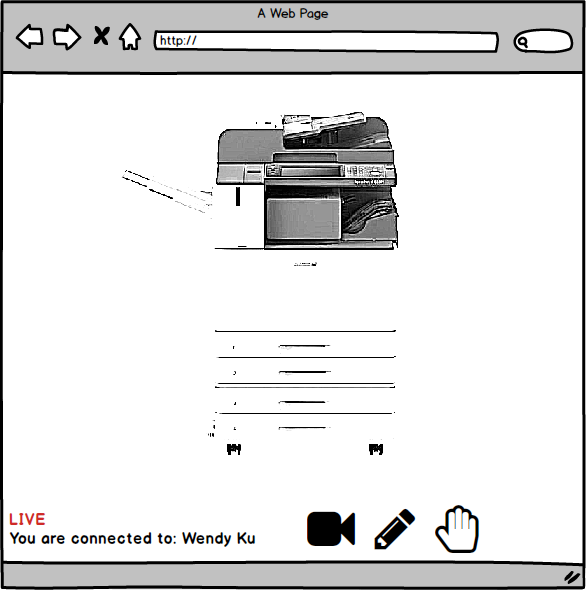 A Web Page
http://
LIVE
You are connected to: Wendy Ku